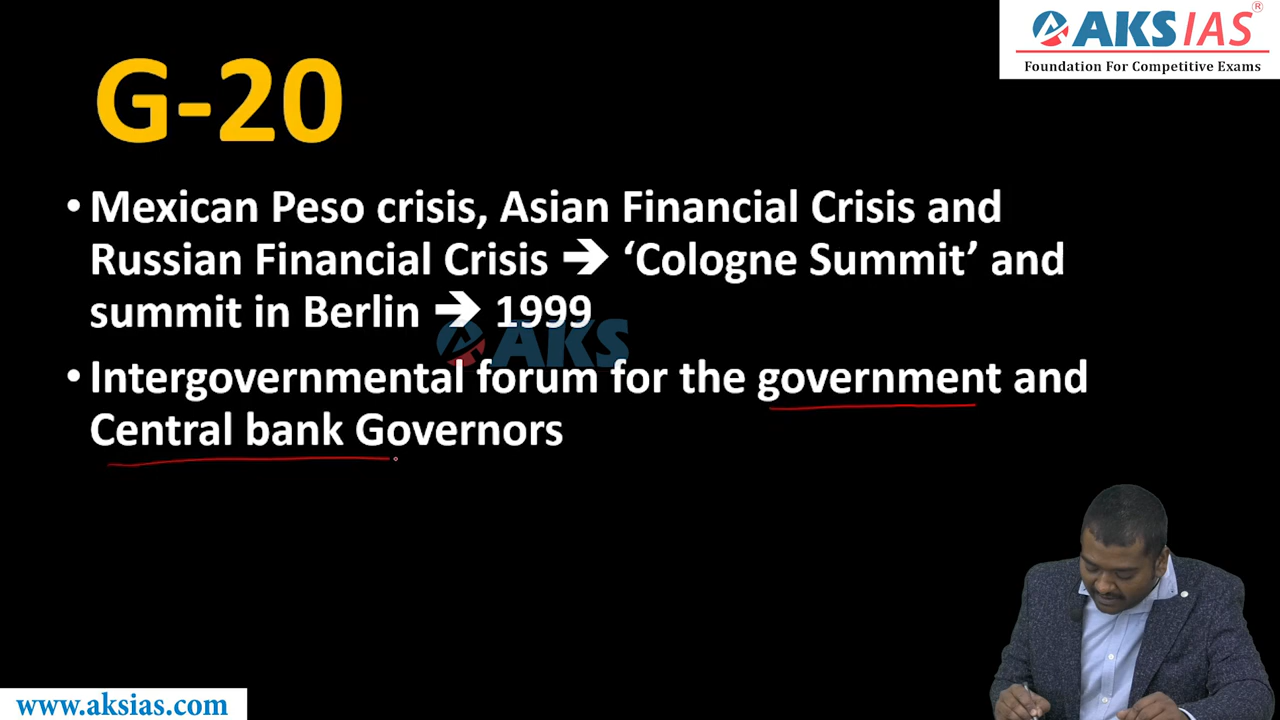 AKS IAS®
Foundation For Competitive Exams
G-20
• Mexican Peso crisis, Asian Financial Crisis and
Russian Financial Crisis ➔ ‘Cologne Summit’ and
summit in Berlin ➔ 1999
AKS
• Intergovernmental forum for the government and
Central bank Governors
www.aksias.com